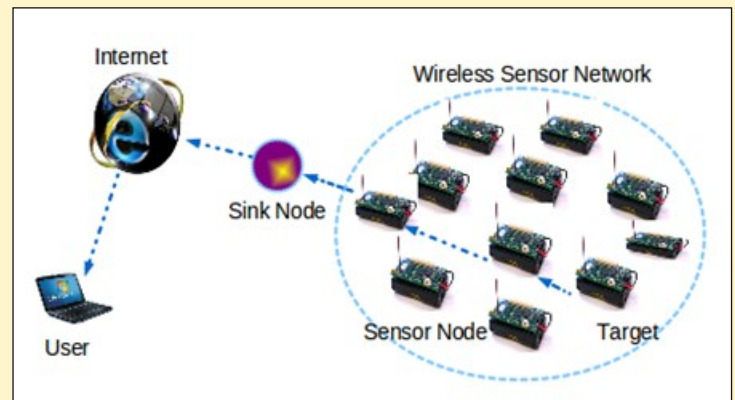 Internet
Wireless Sensor Network
Sink Node
Sensor Node
Target
User